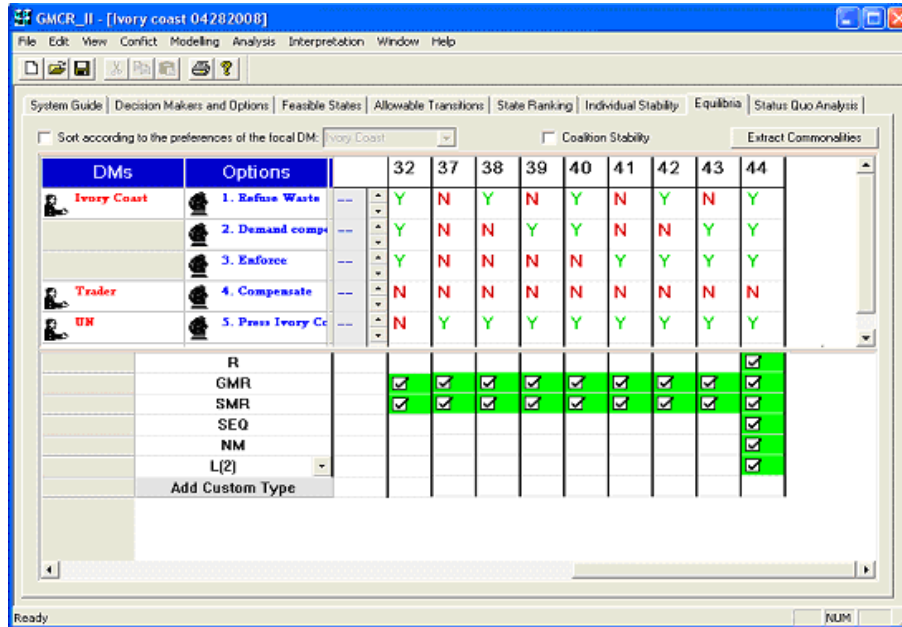 GMCR_II - [Ivory coast 04282008]
File Edit View Confict Modelling Analysis Interpretation Window Help
System Guide Decision Makers and Options Feasible States Allowable Transitions State Ranking Individual Stability Equilibria Status Quo Analysis
Sort according to the preferences of the focal DM: Ivory Coast Coalition Stability Extract Commonalities
DMs Options 32 37 38 39 40 41 42 43 44
Ivory Coast 1. Refuse Waste -- Y N Y N Y N Y N Y
2. Demand compe -- Y N N Y Y N N Y Y
3. Enforce -- Y N N N N Y Y Y Y
Trader 4. Compensate -- N N N N N N N N N
UN 5. Press Ivory Cc -- N Y Y Y Y Y Y Y Y
R
GMR
SMR
SEQ
NM
L(2)
Add Custom Type
Ready NUM